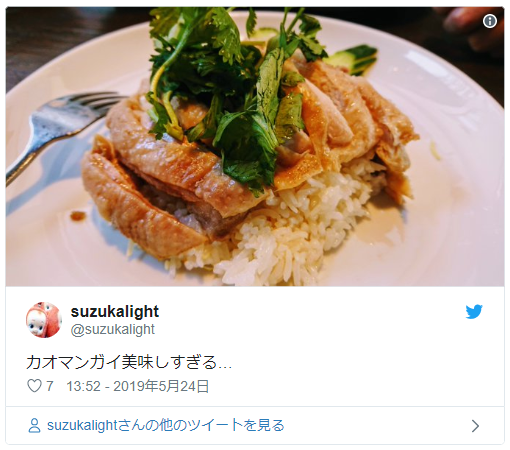 suzukalight
@suzukalight
カオマンガイ美味しすぎる…
7 13:52 - 2019年5月24日
suzukalightさんの他のツイートを見る